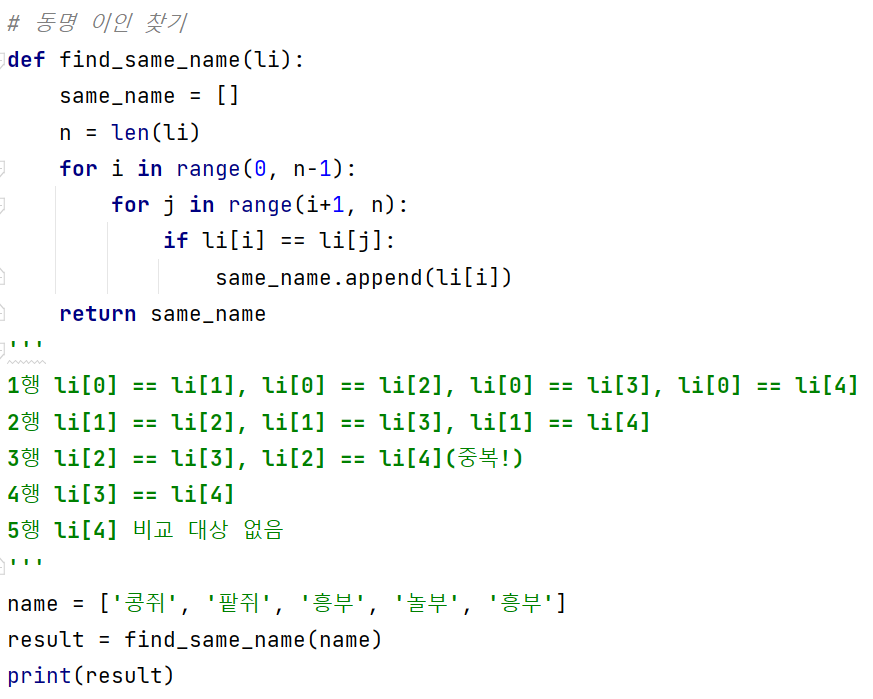 # 동명 이인 찾기
def find_same_name(li):
    same_name = []
    n = len(li)
    for i in range(0, n-1):
        for j in range(i+1, n):
            if li[i] == li[j]:
                same_name.append(li[i])
    return same_name
'''
1행 li[0] == li[1], li[0] == li[2], li[0] == li[3], li[0] == li[4]
2행 li[1] == li[2], li[1] == li[3], li[1] == li[4]
3행 li[2] == li[3], li[2] == li[4](중복!)
4행 li[3] == li[4]
5행 li[4] 비교 대상 없음
'''
name = ['콩쥐', '팥쥐', '흥부', '놀부', '흥부']
result = find_same_name(name)
print(result)